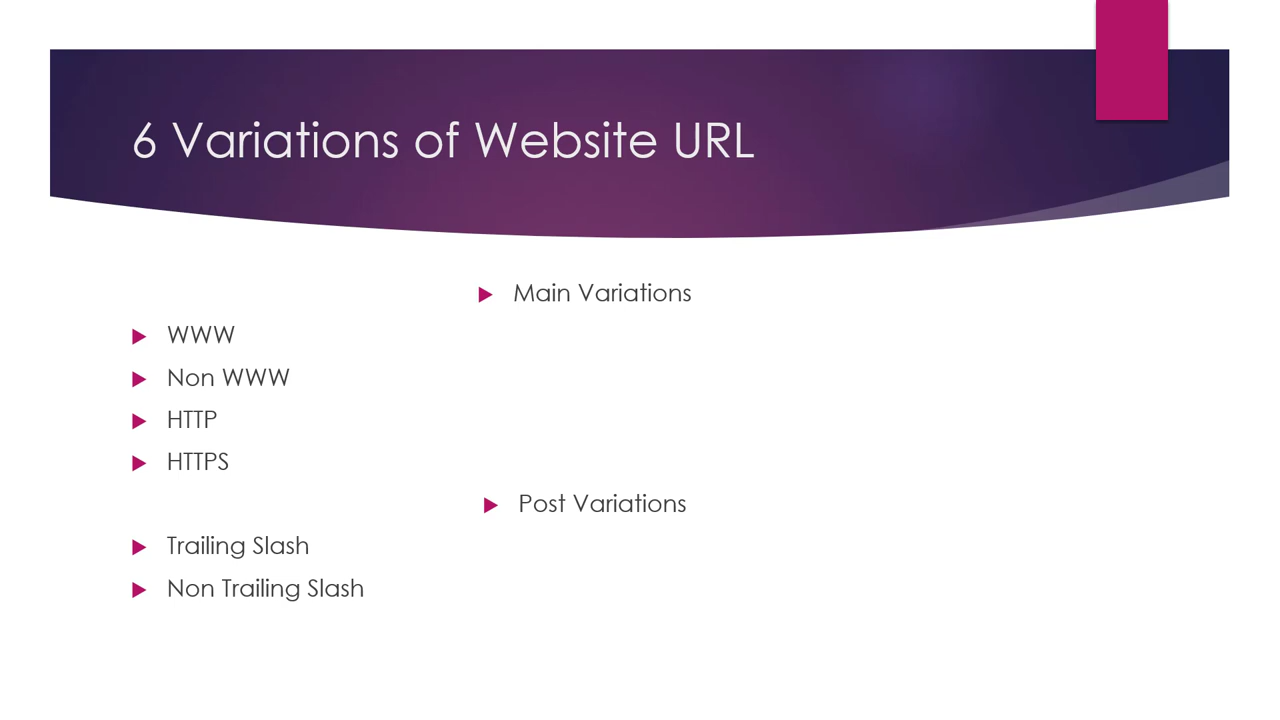 6 Variations of Website URL
Main Variations
WWW
Non WWW
HTTP
HTTPS
Post Variations
Trailing Slash
Non Trailing Slash